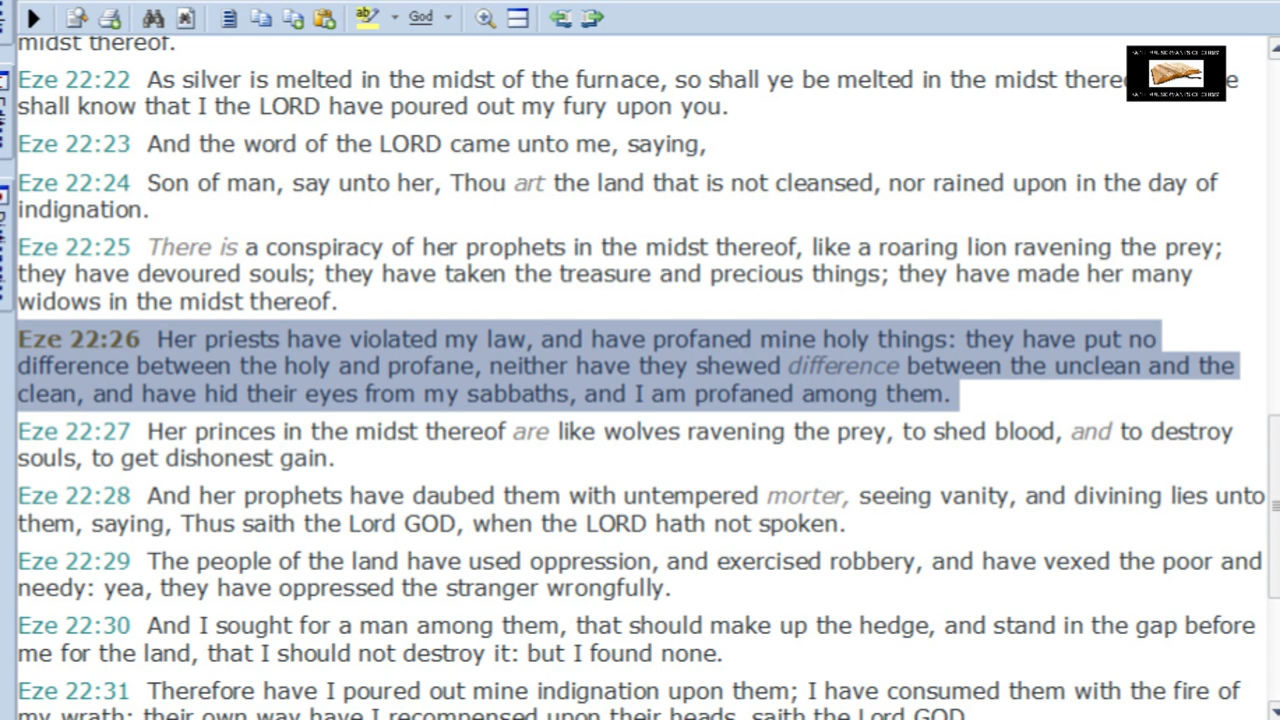 God
midst thereof.
Eze 22:22 As silver is melted in the midst of the furnace, so shall ye be melted in the midst
shall know that I the LORD have poured out my fury upon you.
Eze 22:23 And the word of the LORD came unto me, saying,
Eze 22:24 Son of man, say unto her, Thou art the land that is not cleansed, nor rained upon in the day of
indignation.
Eze 22:25 There is a conspiracy of her prophets in the midst thereof, like a roaring lion ravening the prey;
they have devoured souls; they have taken the treasure and precious things; they have made her many
widows in the midst thereof.
Eze 22:26 Her priests have violated my law, and have profaned mine holy things: they have put no
difference between the holy and profane, neither have they shewed difference between the unclean and the
clean, and have hid their eyes from my sabbaths, and I am profaned among them.
Eze 22:27 Her princes in the midst thereof are like wolves ravening the prey, to shed blood, and to destroy
souls, to get dishonest gain.
Eze 22:28 And her prophets have daubed them with untempered morter, seeing vanity, and divining lies unto
them, saying, Thus saith the Lord GOD, when the LORD hath not spoken.
Eze 22:29 The people of the land have used oppression, and exercised robbery, and have vexed the poor and
needy: yea, they have oppressed the stranger wrongfully.
Eze 22:30 And I sought for a man among them, that should make up the hedge, and stand in the gap before
me for the land, that I should not destroy it: but I found none.
Eze 22:31 Therefore have I poured out mine indignation upon them; I have consumed them with the fire of
my wrath: their own way have I recompensed upon their heads, saith the Lord GOD.